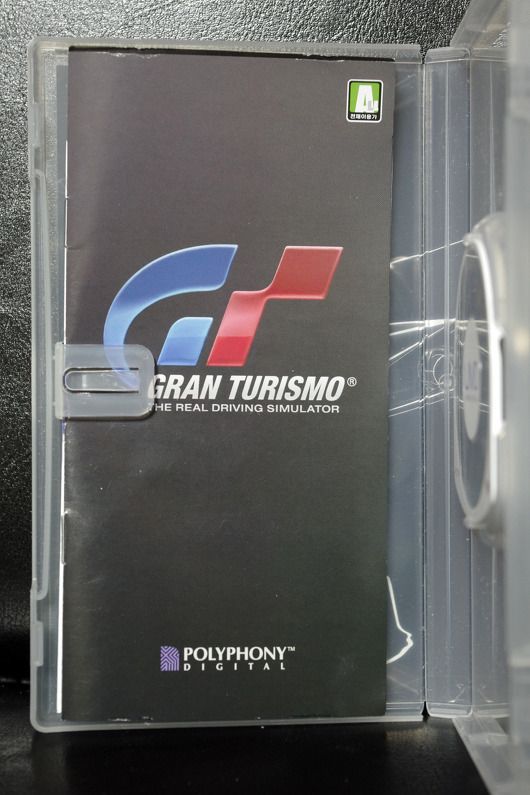 A
전체이용가
GRAN TURISMO®
THE REAL DRIVING SIMULATOR
POLYPHONY™
DIGITAL